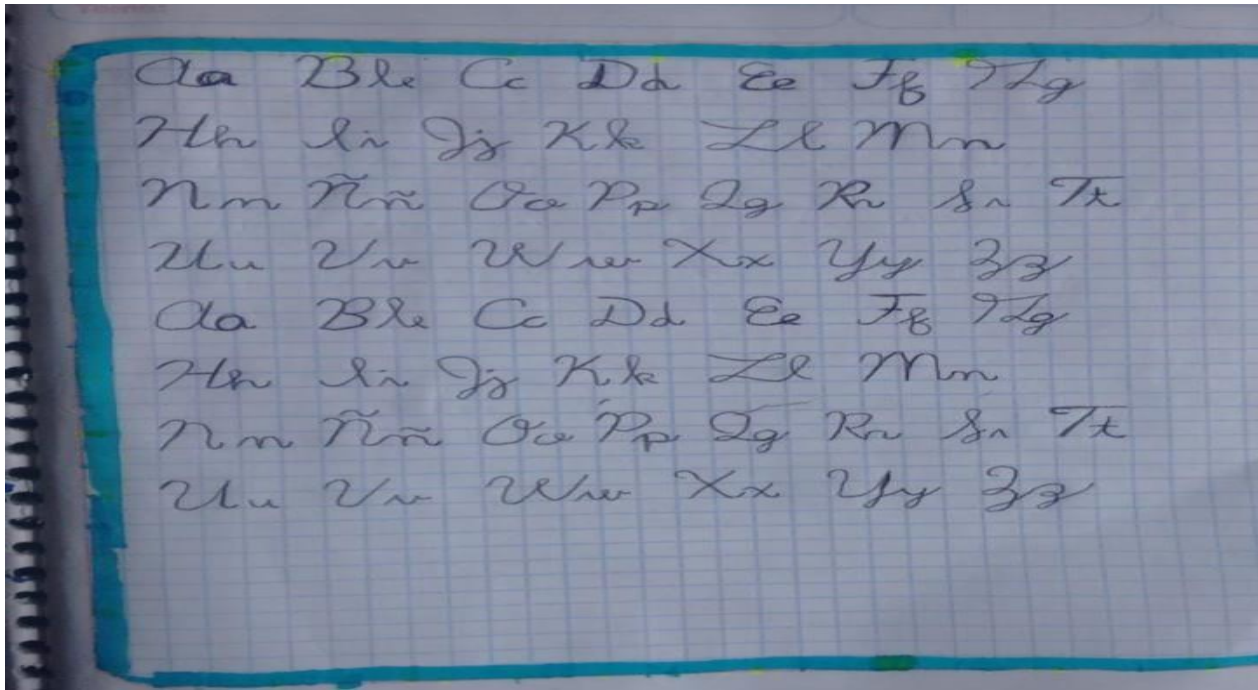 Aa Bb Cc Dd Ee Ff Gg
Hh Ii Jj Kk Ll Mm
Nn Ññ Oo Pp Qq Rr Ss Tt
Uu Vv Ww Xx Yy Zz
Aa Bb Cc Dd Ee Ff Gg
Hh Ii Jj Kk Ll Mm
Nn Ññ Oo Pp Qq Rr Ss Tt
Uu Vv Ww Xx Yy Zz